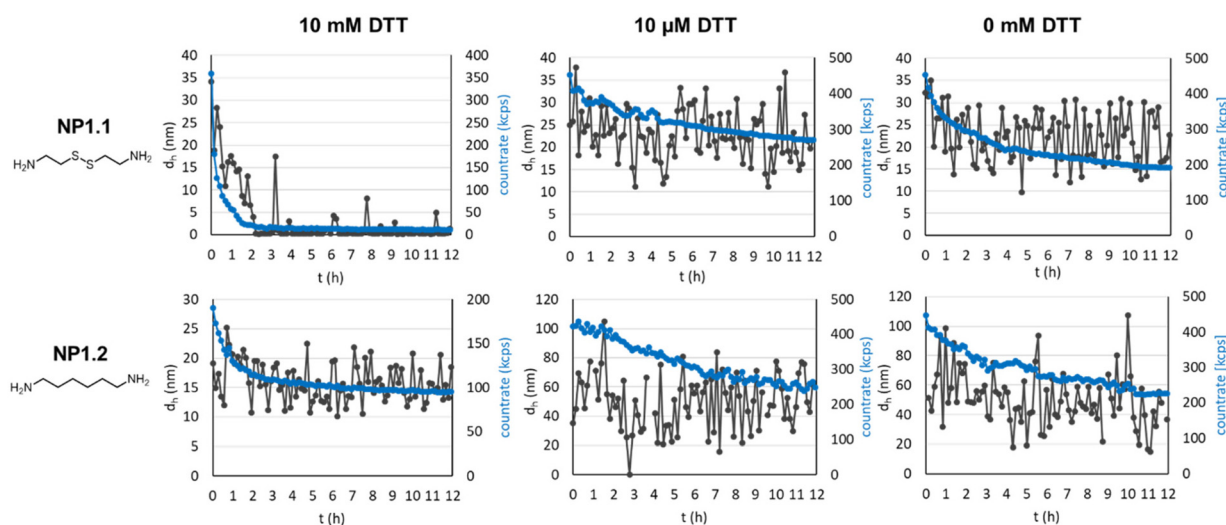 10 mM DTT
10 µM DTT
0 mM DTT
NP1.1
H₂N
S
S
NH₂
40
35
30
25
20
15
10
5
0
dₕ (nm)
400
350
300
250
200
150
100
50
0
countrate (kcps)
0 1 2 3 4 5 6 7 8 9 10 11 12
t (h)
40
35
30
25
20
15
10
5
0
dₕ (nm)
500
400
300
200
100
0
countrate [kcps]
0 1 2 3 4 5 6 7 8 9 10 11 12
t (h)
40
35
30
25
20
15
10
5
0
dₕ (nm)
500
400
300
200
100
0
countrate [kcps]
0 1 2 3 4 5 6 7 8 9 10 11 12
t (h)
NP1.2
H₂N
NH₂
30
25
20
15
10
5
0
dₕ (nm)
200
150
100
50
0
countrate (kcps)
0 1 2 3 4 5 6 7 8 9 10 11 12
t (h)
120
100
80
60
40
20
0
dₕ (nm)
500
400
300
200
100
0
countrate [kcps]
0 1 2 3 4 5 6 7 8 9 10 11 12
t (h)
120
100
80
60
40
20
0
dₕ (nm)
500
400
300
200
100
0
countrate [kcps]
0 1 2 3 4 5 6 7 8 9 10 11 12
t (h)